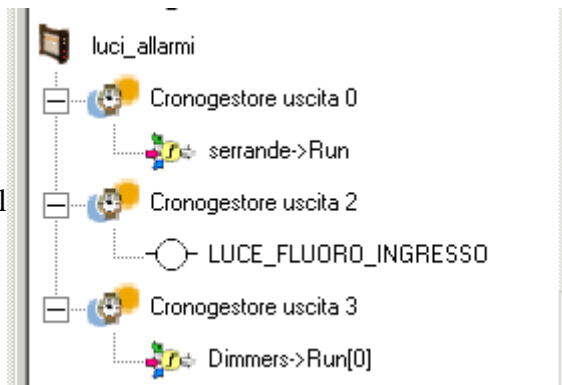 luci_allarmi
Cronogestore uscita 0
serrande->Run
l
Cronogestore uscita 2
LUCE_FLUORO_INGRESSO
Cronogestore uscita 3
Dimmers->Run[0]